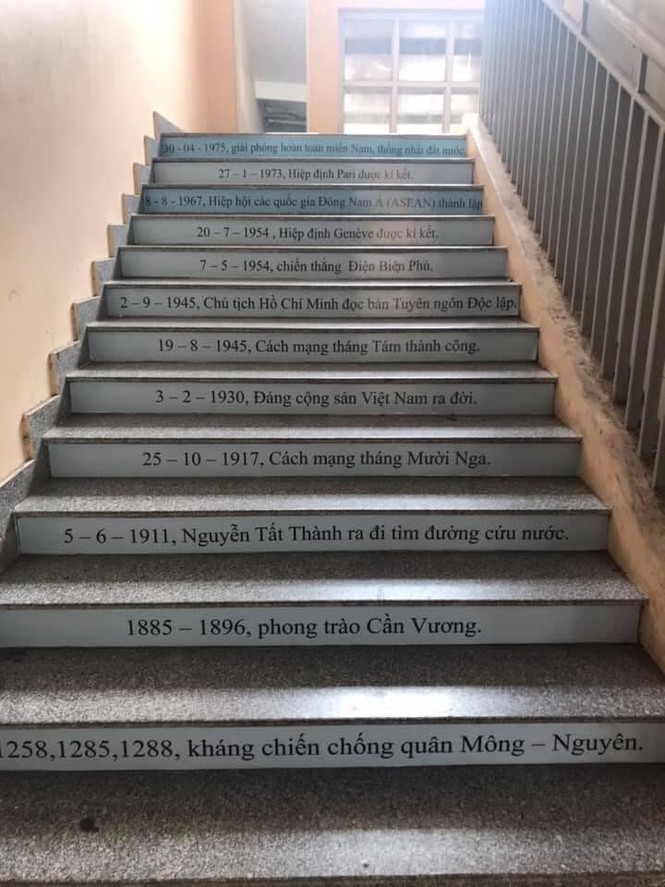 30 - 04 - 1975, giải phóng hoàn toàn miền Nam, thống nhất đất nước
27 – 1 – 1973, Hiệp định Pari được kí kết.
8 - 8 - 1967, Hiệp hội các quốc gia Đông Nam Á (ASEAN) thành lập
20 – 7 – 1954 , Hiệp định Genève được kí kết.
7 – 5 – 1954, chiến thắng Điện Biên Phủ.
2 – 9 – 1945, Chủ tịch Hồ Chí Minh đọc bản Tuyên ngôn Độc lập.
19 – 8 – 1945, Cách mạng tháng Tám thành công.
3 – 2 – 1930, Đảng cộng sản Việt Nam ra đời.
25 – 10 – 1917, Cách mạng tháng Mười Nga.
5 – 6 – 1911, Nguyễn Tất Thành ra đi tìm đường cứu nước.
1885 – 1896, phong trào Cần Vương.
1258,1285,1288, kháng chiến chống quân Mông – Nguyên.